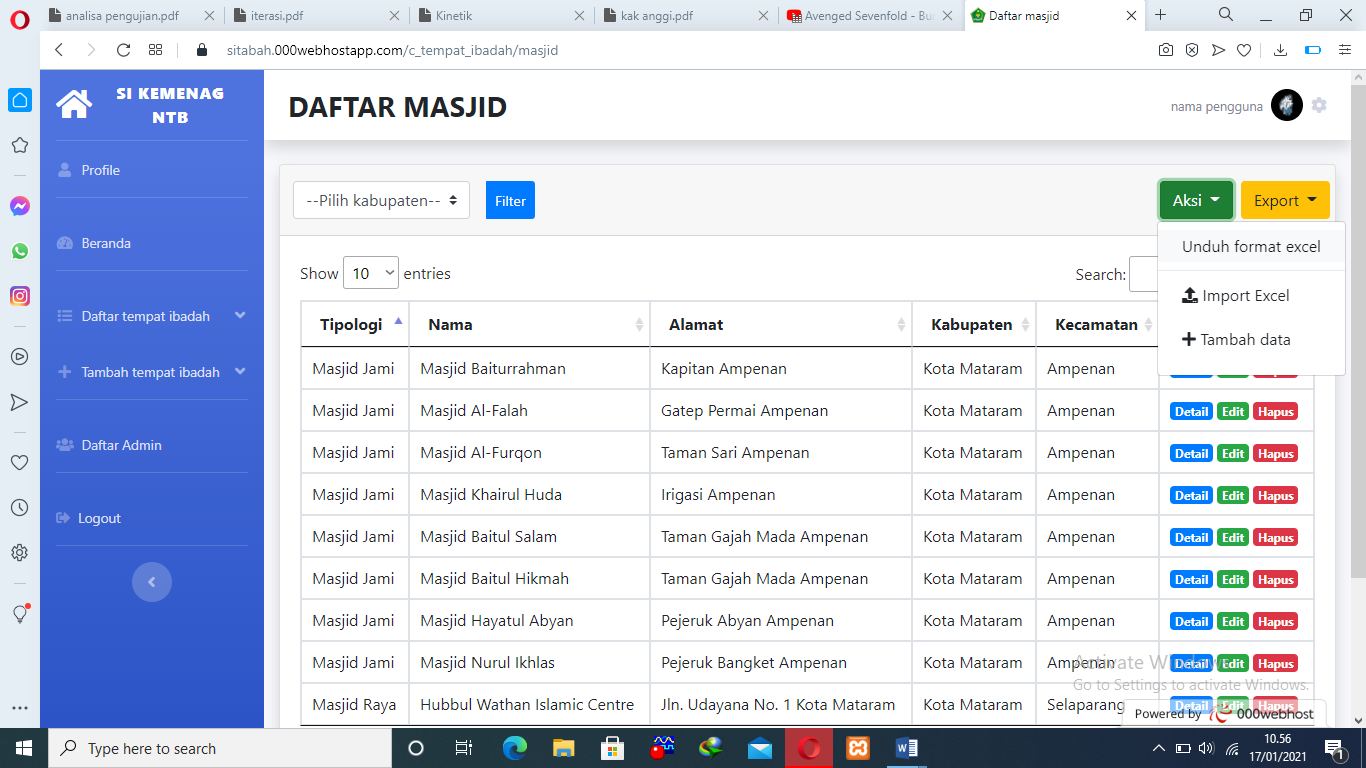 analisa pengujian.pdf
iterasi.pdf
Kinetik
kak anggi.pdf
Avenged Sevenfold - Bu
Daftar masjid
sitabah.000webhostapp.com/c_tempat_ibadah/masjid
SI KEMENAG
NTB
Profile
Beranda
Daftar tempat ibadah
Tambah tempat ibadah
Daftar Admin
Logout
DAFTAR MASJID
nama pengguna
--Pilih kabupaten--
Filter
Aksi
Export
Unduh format excel
Import Excel
Tambah data
Show 10 entries
Search:
Tipologi Nama Alamat Kabupaten Kecamatan
Masjid Jami Masjid Baiturrahman Kapitan Ampenan Kota Mataram Ampenan
Masjid Jami Masjid Al-Falah Gatep Permai Ampenan Kota Mataram Ampenan Detail Edit Hapus
Masjid Jami Masjid Al-Furqon Taman Sari Ampenan Kota Mataram Ampenan Detail Edit Hapus
Masjid Jami Masjid Khairul Huda Irigasi Ampenan Kota Mataram Ampenan Detail Edit Hapus
Masjid Jami Masjid Baitul Salam Taman Gajah Mada Ampenan Kota Mataram Ampenan Detail Edit Hapus
Masjid Jami Masjid Baitul Hikmah Taman Gajah Mada Ampenan Kota Mataram Ampenan Detail Edit Hapus
Masjid Jami Masjid Hayatul Abyan Pejeruk Abyan Ampenan Kota Mataram Ampenan Detail Edit Hapus
Masjid Jami Masjid Nurul Ikhlas Pejeruk Bangket Ampenan Kota Mataram Ampenan Detail Edit Hapus
Masjid Raya Hubbul Wathan Islamic Centre Jln. Udayana No. 1 Kota Mataram Kota Mataram Selaparang Detail Edit Hapus
Activate Windows
Go to Settings to activate Windows.
Powered by 000webhost
Type here to search
10.56
17/01/2021
1